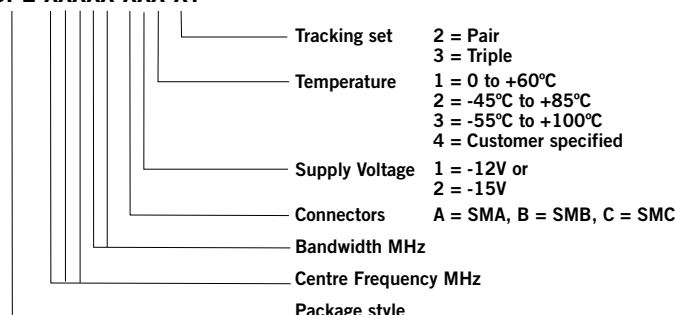 Tracking set 2 = Pair
3 = Triple
Temperature 1 = 0 to +60ºC
2 = -45ºC to +85ºC
3 = -55ºC to +100ºC
4 = Customer specified
Supply Voltage 1 = -12V or
2 = -15V
Connectors A = SMA, B = SMB, C = SMC
Bandwidth MHz
Centre Frequency MHz
Package style